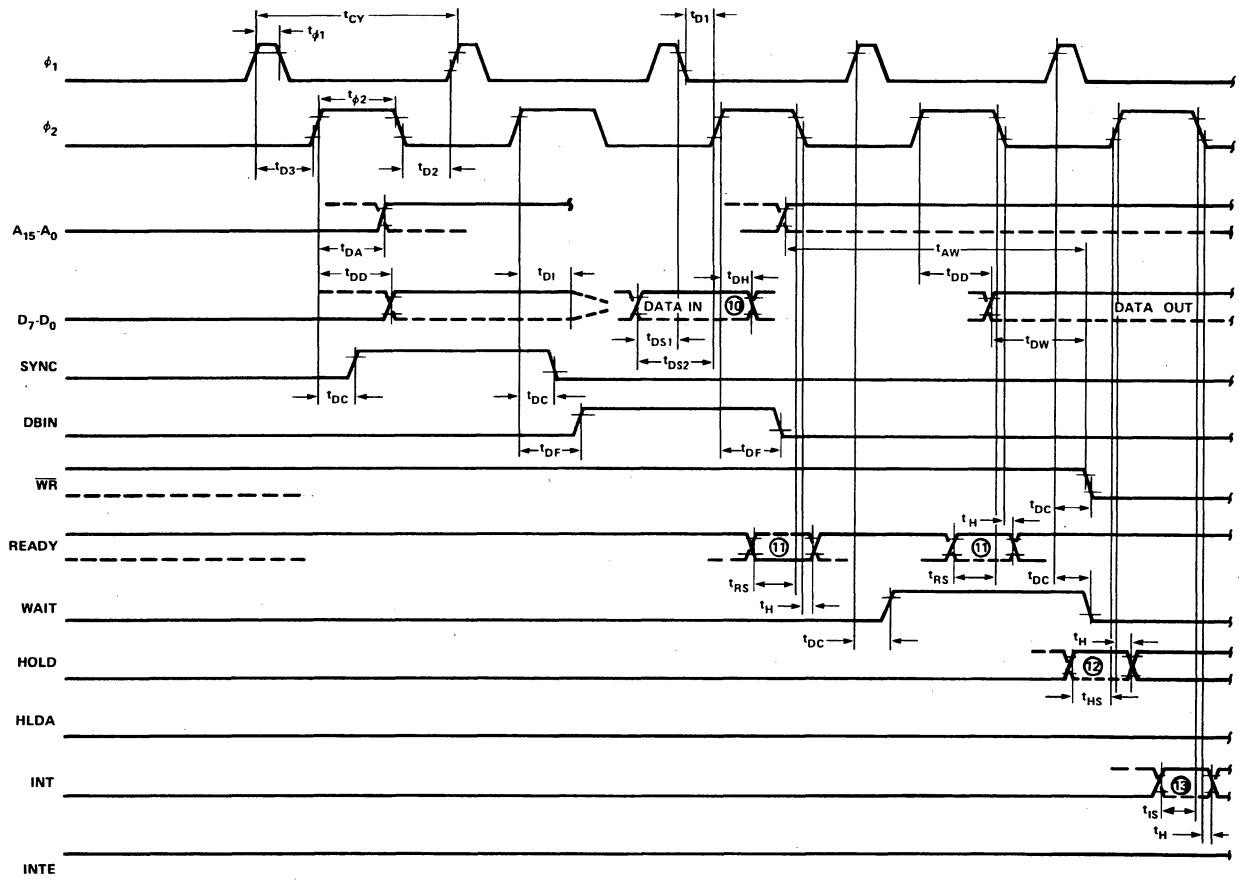 tCY
tϕ1
tD1
ϕ1
tϕ2
ϕ2
tD3
tD2
A15-A0
tDA
tAW
tDD
tDI
tDH
tDD
D7-D0
DATA IN
⑩
DATA OUT
tDS1
tDW
tDS2
SYNC
tDC
tDC
DBIN
tDF
tDF
WR
tDC
tH
READY
⑪
⑪
tRS
tRS
tDC
WAIT
tH
tDC
tH
HOLD
⑫
tHS
HLDA
INT
⑬
tIS
tH
INTE